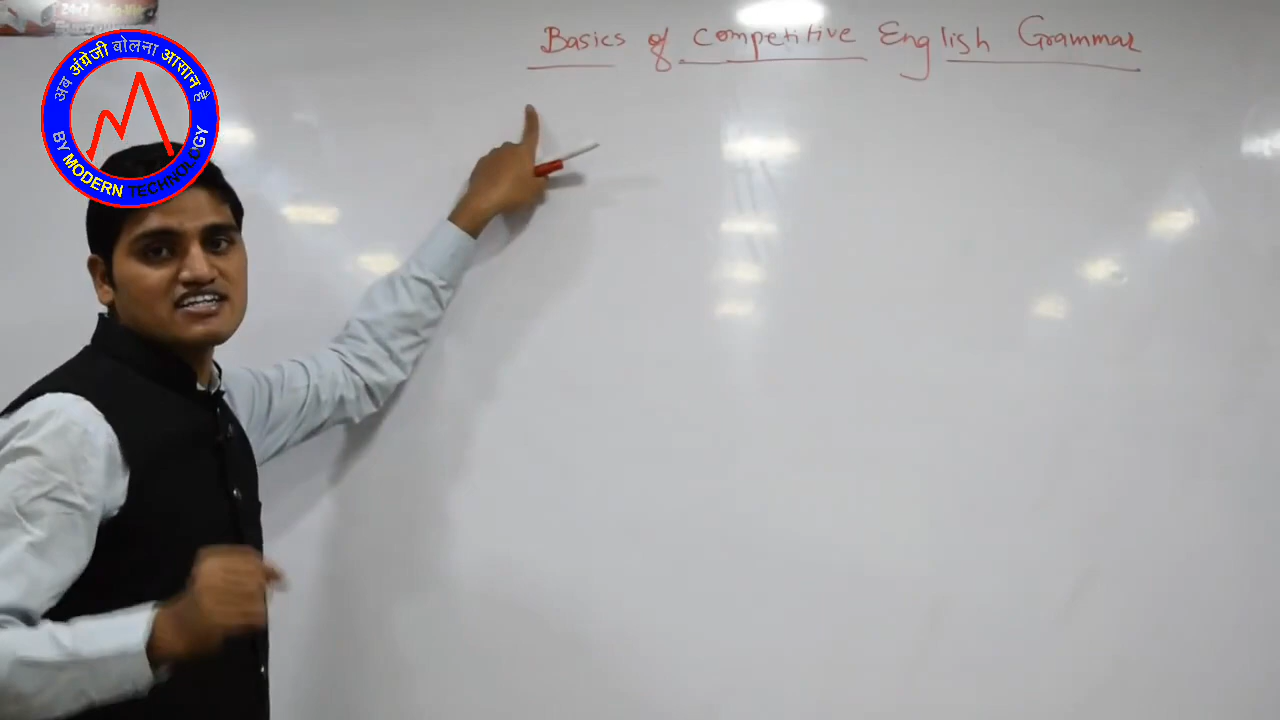 Basics of competitive English Grammar
अब अंग्रेजी बोलना आसान है
BY MODERN TECHNOLOGY